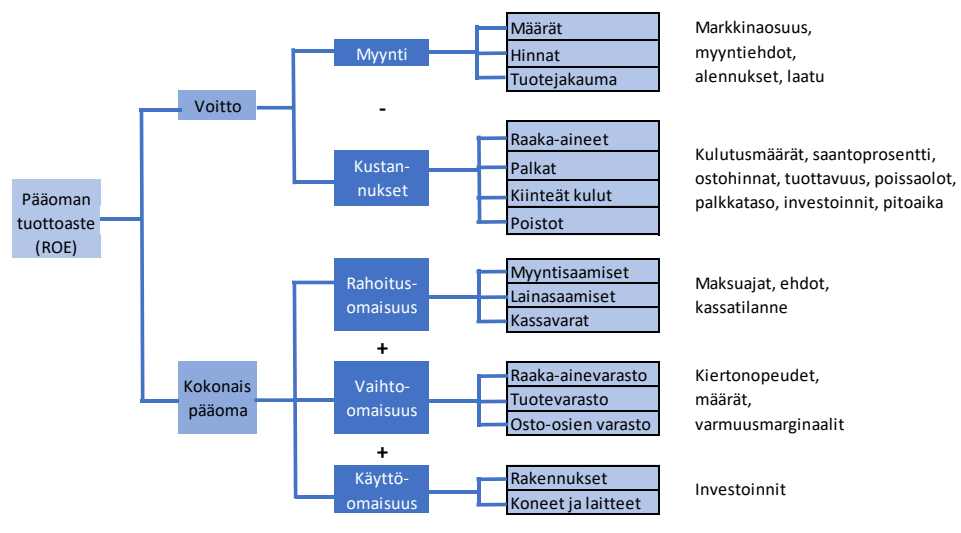 Pääoman
tuottoaste
(ROE)
Voitto
Kokonais
pääoma
Myynti
-
Kustan-
nukset
Rahoitus-
omaisuus
+
Vaihto-
omaisuus
+
Käyttö-
omaisuus
Määrät
Hinnat
Tuotejakauma
Raaka-aineet
Palkat
Kiinteät kulut
Poistot
Myyntisaamiset
Lainasaamiset
Kassavarat
Raaka-ainevarasto
Tuotevarasto
Osto-osien varasto
Rakennukset
Koneet ja laitteet
Markkinaosuus,
myyntiehdot,
alennukset, laatu
Kulutusmäärät, saantoprosentti,
ostohinnat, tuottavuus, poissaolot,
palkkataso, investoinnit, pitoaika
Maksuajat, ehdot,
kassatilanne
Kiertonopeudet,
määrät,
varmuusmarginaalit
Investoinnit